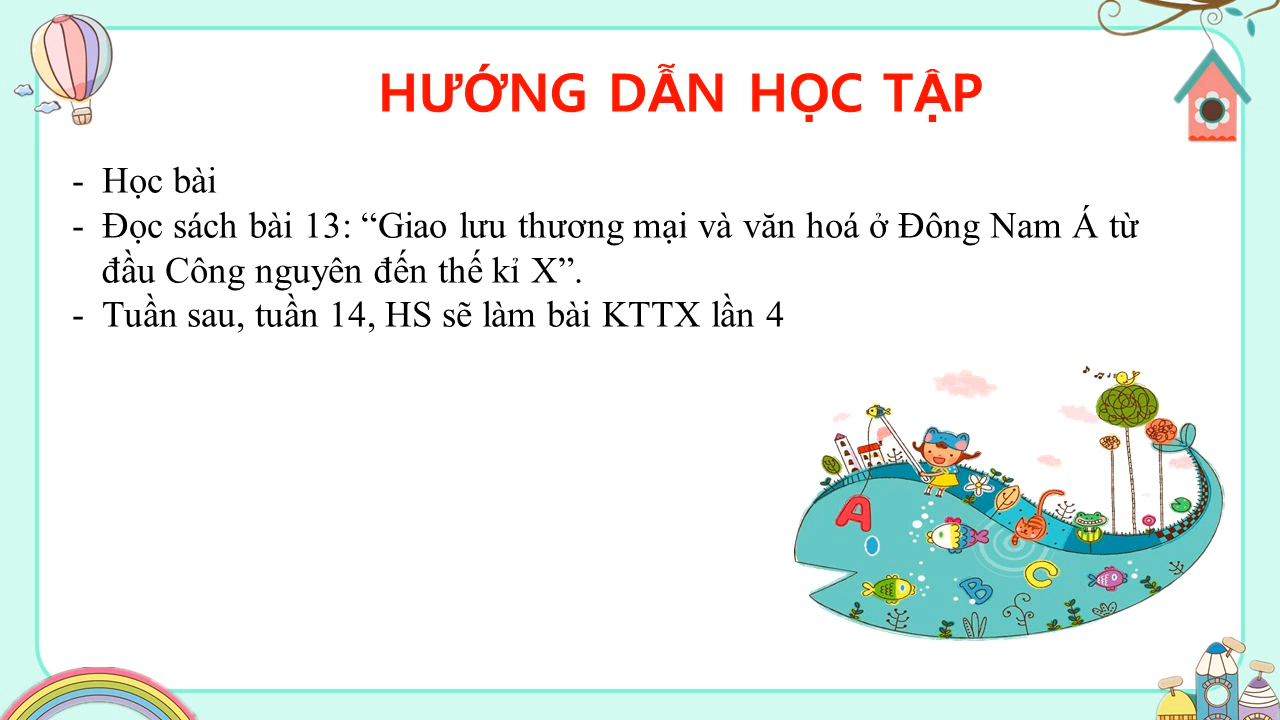 HƯỚNG DẪN HỌC TẬP
- Học bài
- Đọc sách bài 13: “Giao lưu thương mại và văn hoá ở Đông Nam Á từ
đầu Công nguyên đến thế kỉ X”.
- Tuần sau, tuần 14, HS sẽ làm bài KTTX lần 4
A
B
C